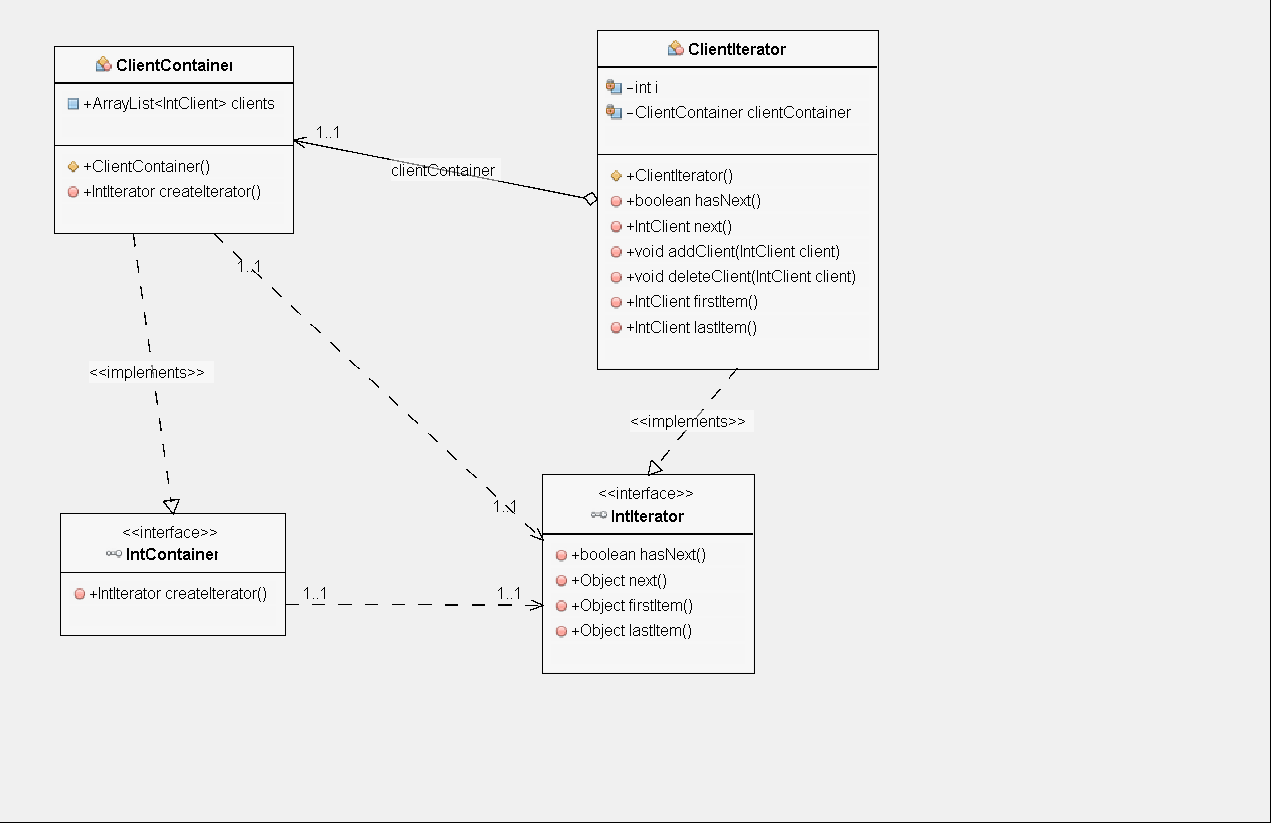 ClientContainer
+ArrayList<IntClient> clients
+ClientContainer()
+IntIterator createIterator()
ClientIterator
-int i
-ClientContainer clientContainer
+ClientIterator()
+boolean hasNext()
+IntClient next()
+void addClient(IntClient client)
+void deleteClient(IntClient client)
+IntClient firstItem()
+IntClient lastItem()
1..1
clientContainer
1..1
<<implements>>
<<implements>>
1..1
<<interface>>
IntContainer
+IntIterator createIterator()
1..1
1..1
<<interface>>
IntIterator
+boolean hasNext()
+Object next()
+Object firstItem()
+Object lastItem()